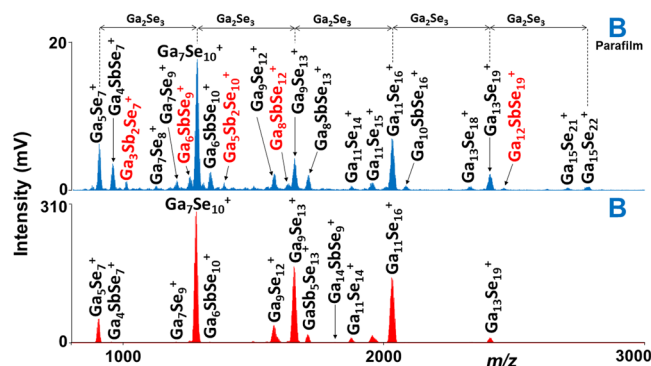 Ga₂Se₃ Ga₂Se₃ Ga₂Se₃ Ga₂Se₃ Ga₂Se₃
B
Parafilm
20
Ga₅Se₇⁺
Ga₄SbSe₇⁺
Ga₃Sb₂Se₇⁺
Ga₇Se₈⁺
Ga₇Se₉⁺
Ga₆SbSe₉⁺
Ga₇Se₁₀⁺
Ga₆SbSe₁₀⁺
Ga₅Sb₂Se₁₀⁺
Ga₉Se₁₂⁺
Ga₈SbSe₁₂⁺
Ga₉Se₁₃⁺
Ga₈SbSe₁₃⁺
Ga₁₁Se₁₄⁺
Ga₁₁Se₁₅⁺
Ga₁₁Se₁₆⁺
Ga₁₀SbSe₁₆⁺
Ga₁₃Se₁₈⁺
Ga₁₃Se₁₉⁺
Ga₁₂SbSe₁₉⁺
Ga₁₅Se₂₁⁺
Ga₁₅Se₂₂⁺
0
Intensity (mV)
310
B
Ga₅Se₇⁺
Ga₄SbSe₇⁺
Ga₇Se₉⁺
Ga₇Se₁₀⁺
Ga₆SbSe₁₀⁺
Ga₉Se₁₂⁺
Ga₉Se₁₃⁺
GaSb₅Se₁₃⁺
Ga₁₄SbSe₉⁺
Ga₁₁Se₁₄⁺
Ga₁₁Se₁₆⁺
Ga₁₃Se₁₉⁺
0
1000 2000 m/z 3000